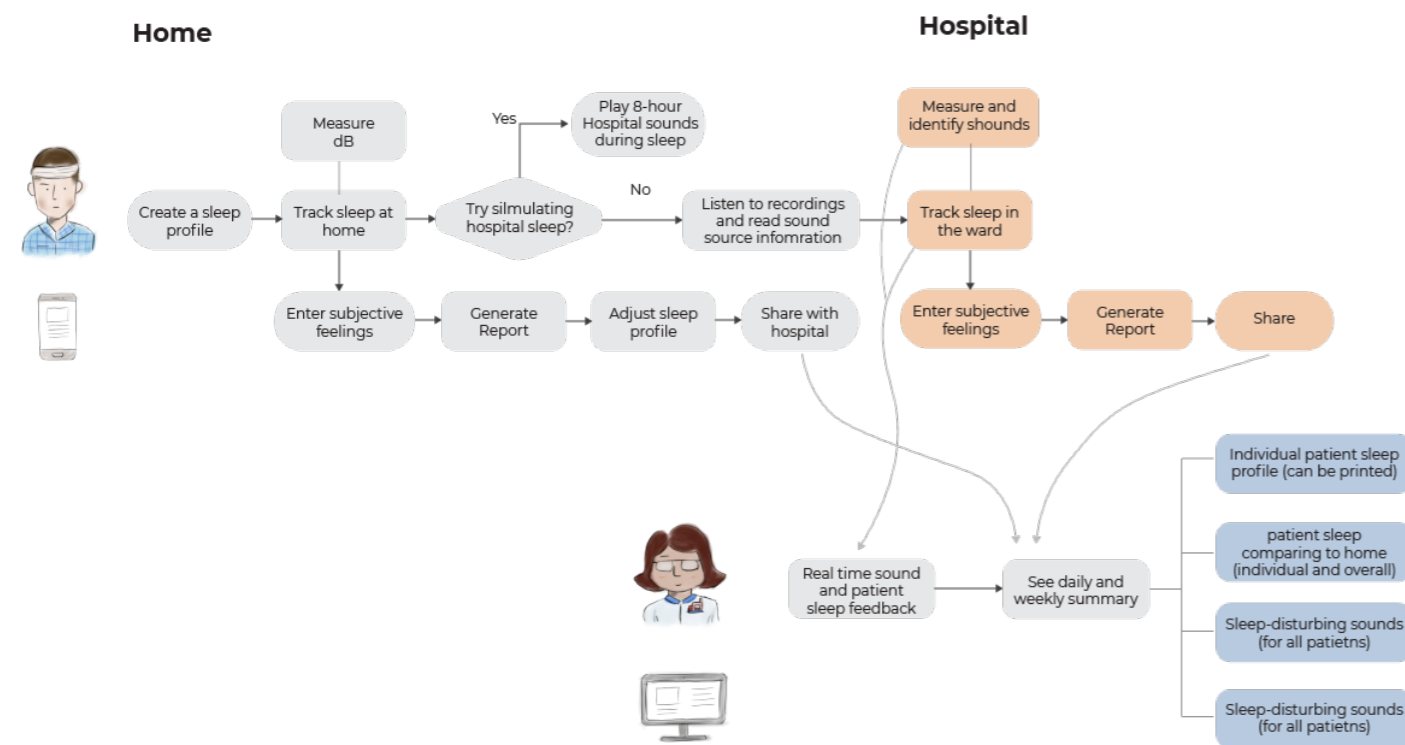 Home
Hospital
Measure
dB
Yes
Play 8-hour
Hospital sounds
during sleep
Measure and
identify shounds
Create a sleep
profile
Track sleep at
home
Try silmulating
hospital sleep?
No
Listen to recordings
and read sound
source infomration
Track sleep in
the ward
Enter subjective
feelings
Generate
Report
Adjust sleep
profile
Share with
hospital
Enter subjective
feelings
Generate
Report
Share
Individual patient sleep
profile (can be printed)
patient sleep
comparing to home
(individual and overall)
Real time sound
and patient
sleep feedback
See daily and
weekly summary
Sleep-disturbing sounds
(for all patietns)
Sleep-disturbing sounds
(for all patietns)